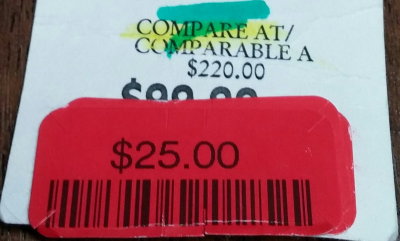 COMPARE AT/
COMPARABLE A
$220.00
$25.00